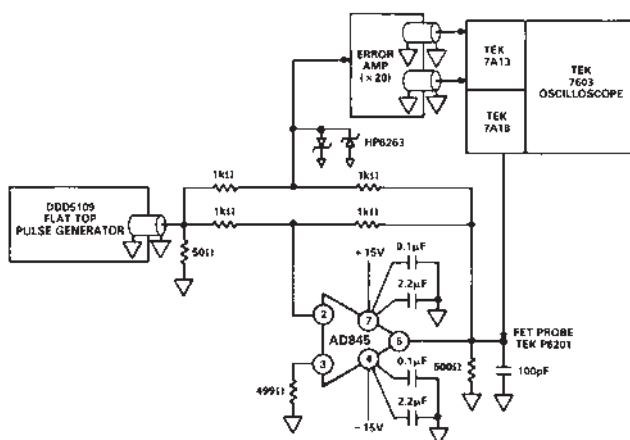 ERROR
AMP
(×20)
TEK
7A13
TEK
7603
OSCILLOSCOPE
TEK
7A18
HP6263
1kΩ
1kΩ
DDD5109
FLAT TOP
PULSE GENERATOR
1kΩ
1kΩ
50Ω
+15V
0.1μF
2.2μF
2
7
AD845
6
3
4
499Ω
-15V
0.1μF
2.2μF
500Ω
FET PROBE
TEK P6201
100pF